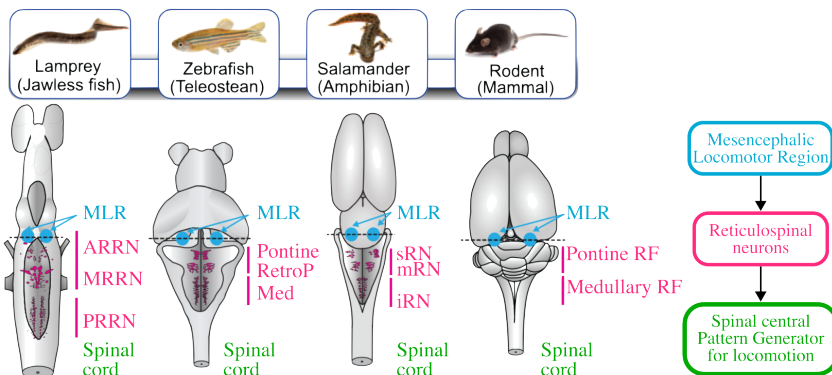 Lamprey
(Jawless fish)
Zebrafish
(Teleostean)
Salamander
(Amphibian)
Rodent
(Mammal)
MLR
ARRN
MRRN
PRRN
Spinal
cord
MLR
Pontine
RetroP
Med
Spinal
cord
MLR
sRN
mRN
iRN
Spinal
cord
MLR
Pontine RF
Medullary RF
Spinal
cord
Mesencephalic
Locomotor Region
Reticulospinal
neurons
Spinal central
Pattern Generator
for locomotion